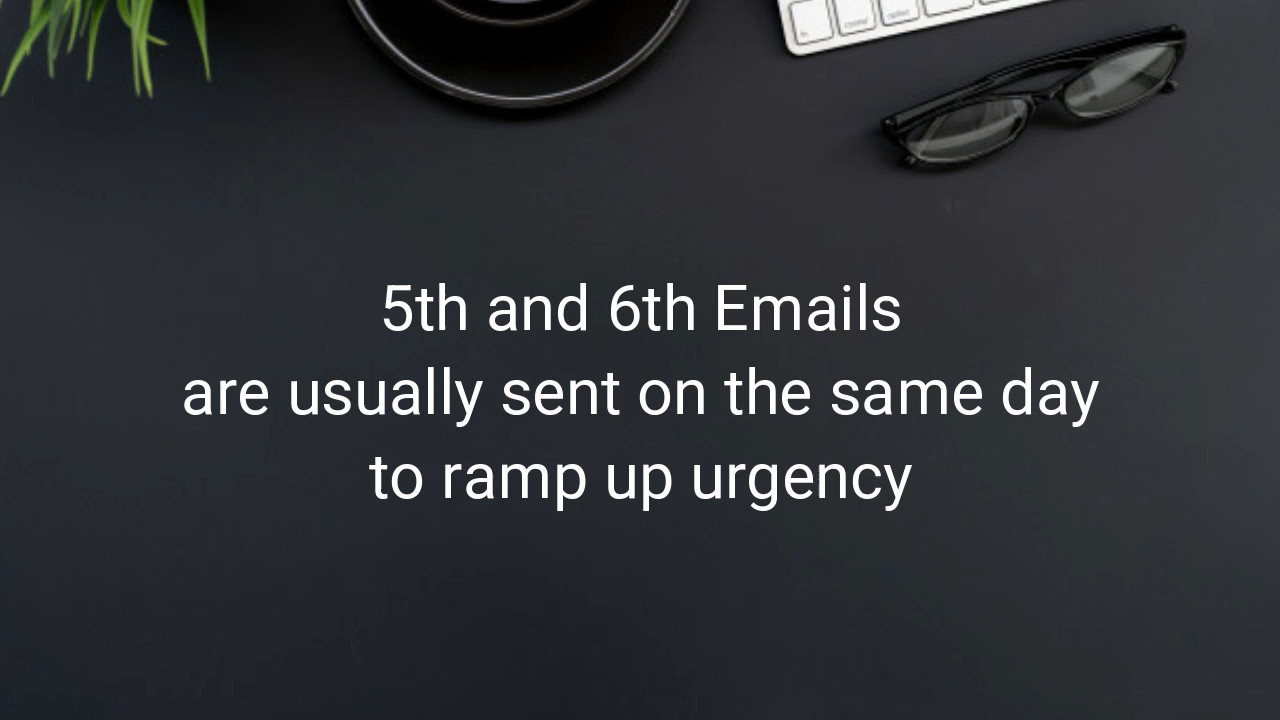 5th and 6th Emails
are usually sent on the same day
to ramp up urgency